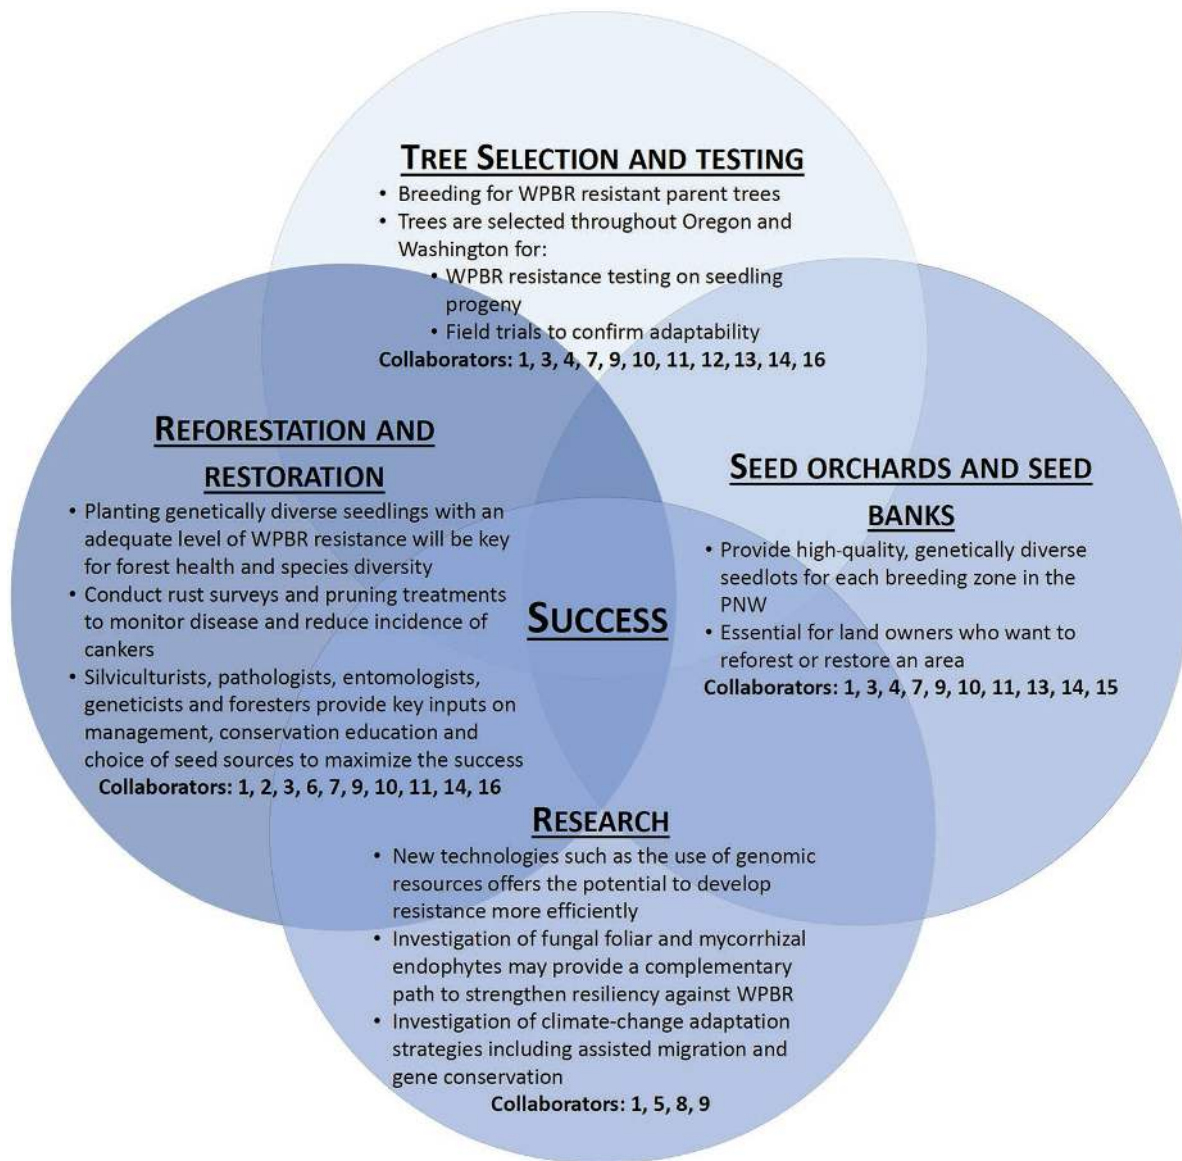 TREE SELECTION AND TESTING
• Breeding for WPBR resistant parent trees
• Trees are selected throughout Oregon and
Washington for:
• WPBR resistance testing on seedling
progeny
• Field trials to confirm adaptability
Collaborators: 1, 3, 4, 7, 9, 10, 11, 12, 13, 14, 16
REFORESTATION AND
RESTORATION
• Planting genetically diverse seedlings with an
adequate level of WPBR resistance will be key
for forest health and species diversity
• Conduct rust surveys and pruning treatments
to monitor disease and reduce incidence of
cankers
• Silviculturists, pathologists, entomologists,
geneticists and foresters provide key inputs on
management, conservation education and
choice of seed sources to maximize the success
Collaborators: 1, 2, 3, 6, 7, 9, 10, 11, 14, 16
SUCCESS
SEED ORCHARDS AND SEED
BANKS
• Provide high-quality, genetically diverse
seedlots for each breeding zone in the
PNW
• Essential for land owners who want to
reforest or restore an area
Collaborators: 1, 3, 4, 7, 9, 10, 11, 13, 14, 15
RESEARCH
• New technologies such as the use of genomic
resources offers the potential to develop
resistance more efficiently
• Investigation of fungal foliar and mycorrhizal
endophytes may provide a complementary
path to strengthen resiliency against WPBR
• Investigation of climate-change adaptation
strategies including assisted migration and
gene conservation
Collaborators: 1, 5, 8, 9